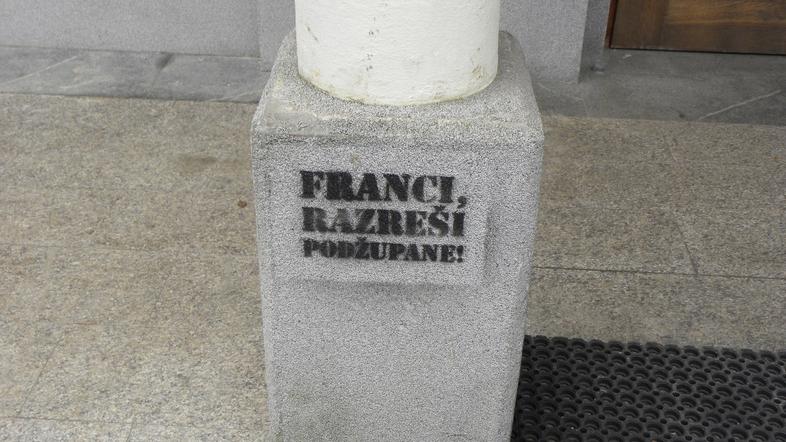 FRANCI,
RAZREŠI
PODŽUPANE!